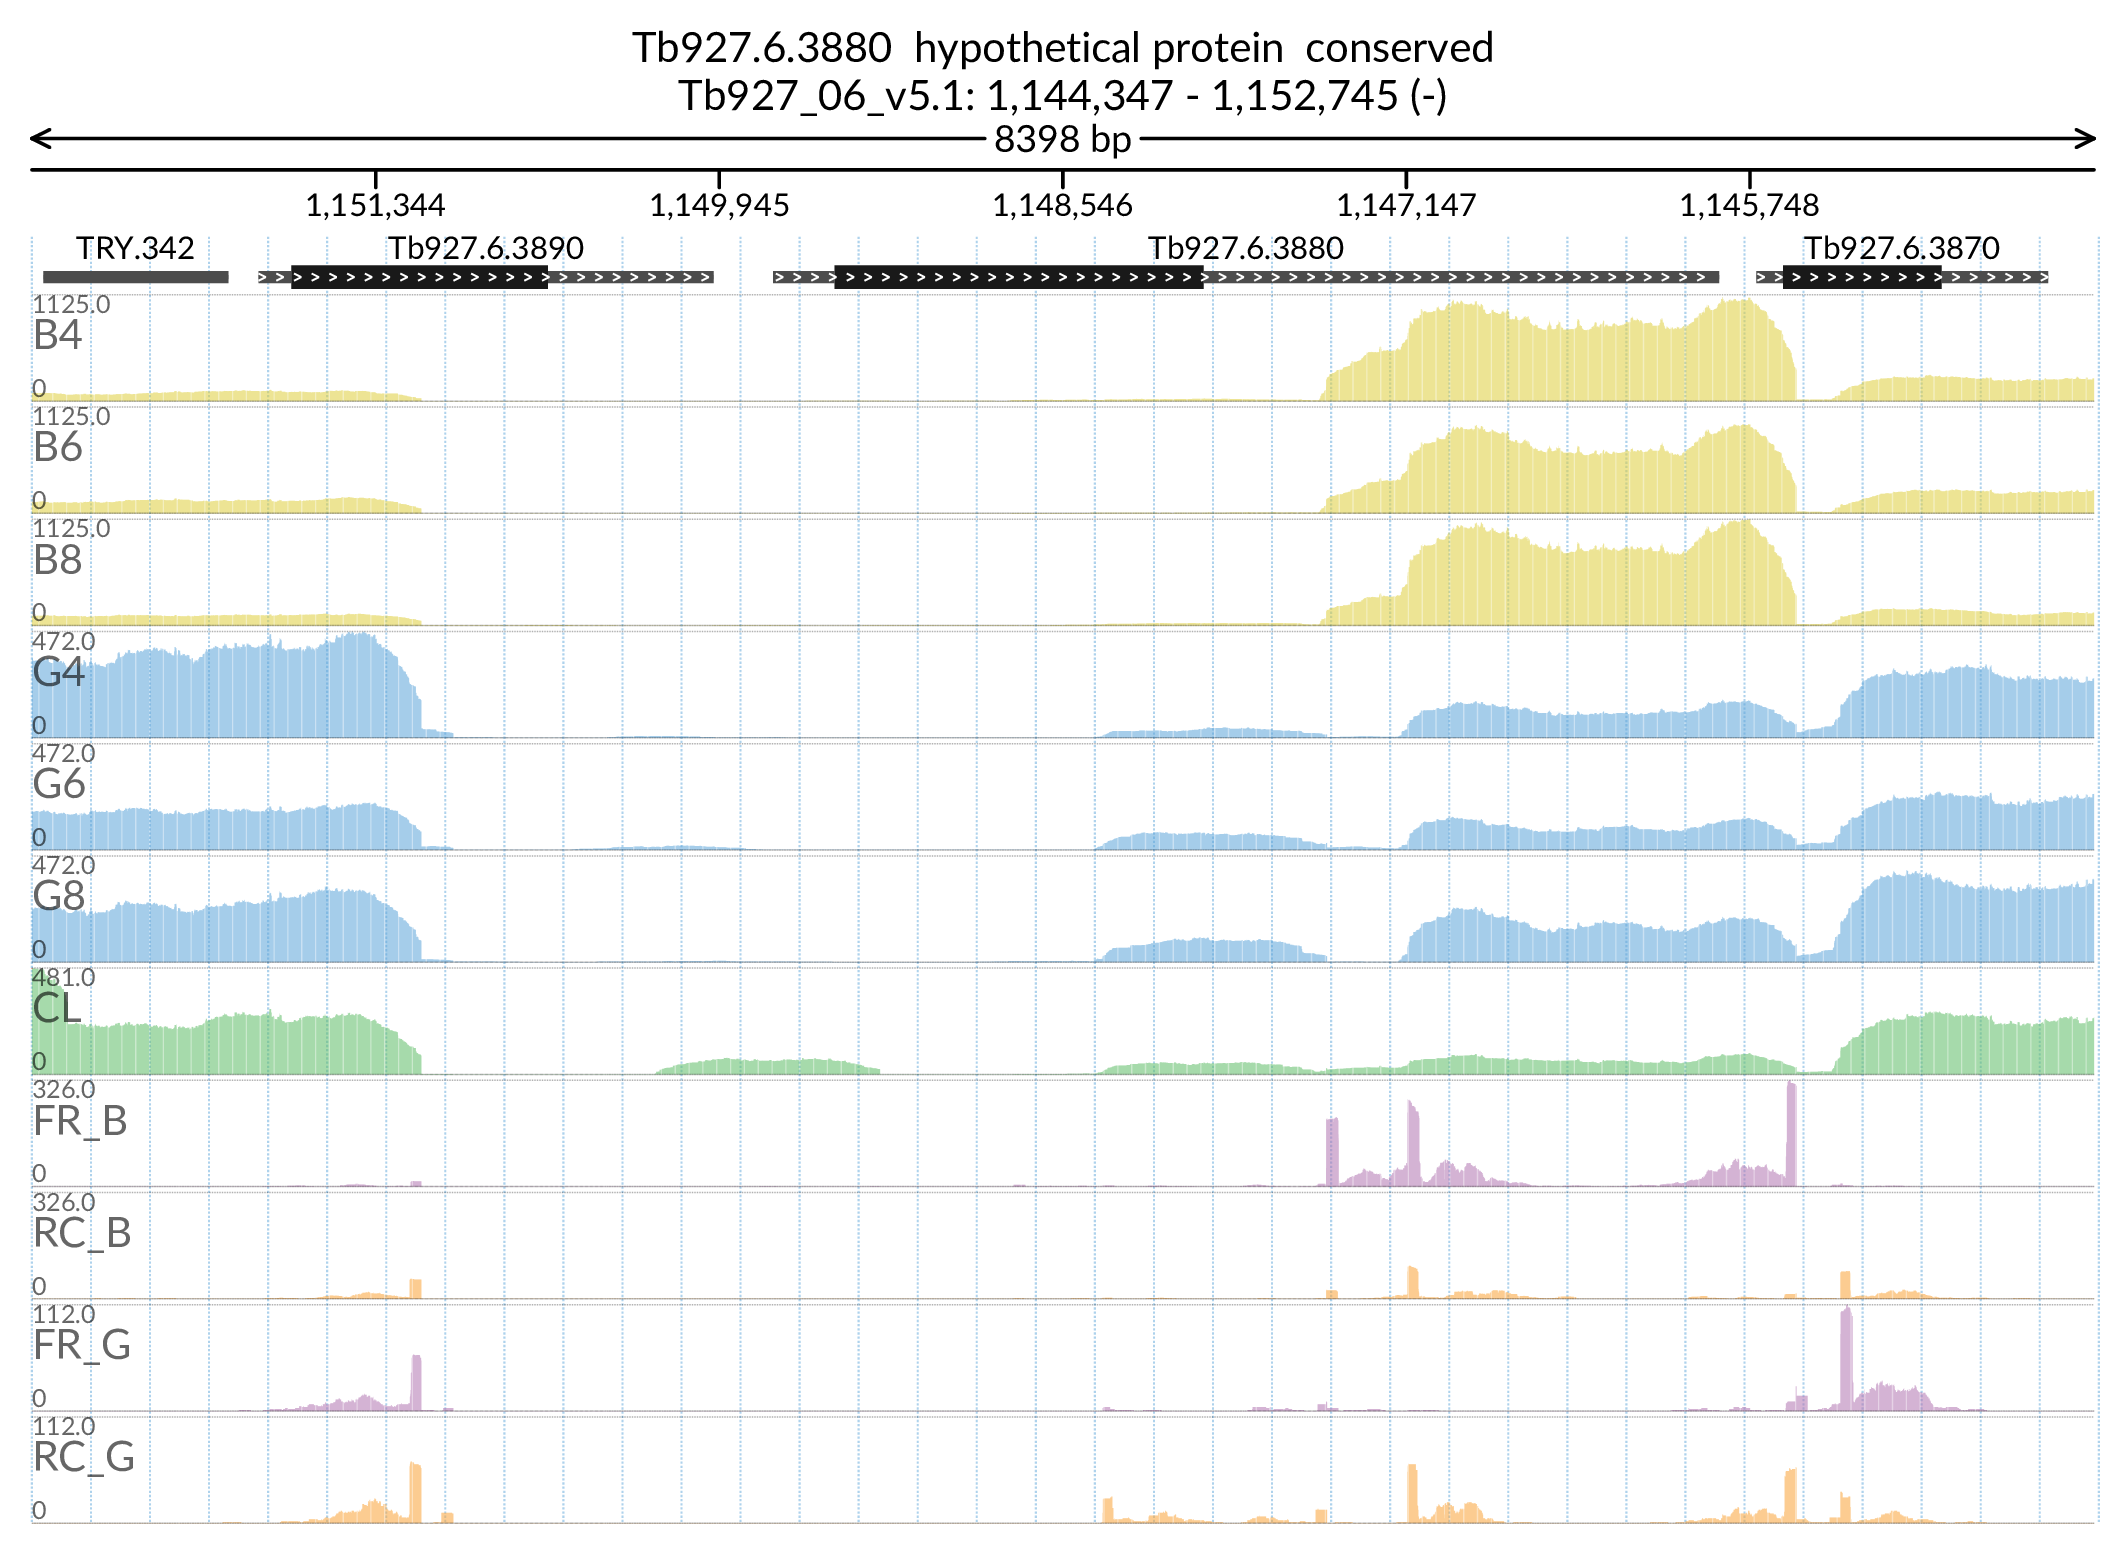 Tb927.6.3880 hypothetical protein conserved
Tb927_06_v5.1: 1,144,347 - 1,152,745 (-)
8398 bp
1,151,344 1,149,945 1,148,546 1,147,147 1,145,748
TRY.342 Tb927.6.3890 Tb927.6.3880 Tb927.6.3870
1125.0
B4
0
1125.0
B6
0
1125.0
B8
0
472.0
G4
0
472.0
G6
0
472.0
G8
0
481.0
CL
0
326.0
FR_B
0
326.0
RC_B
0
112.0
FR_G
0
112.0
RC_G
0